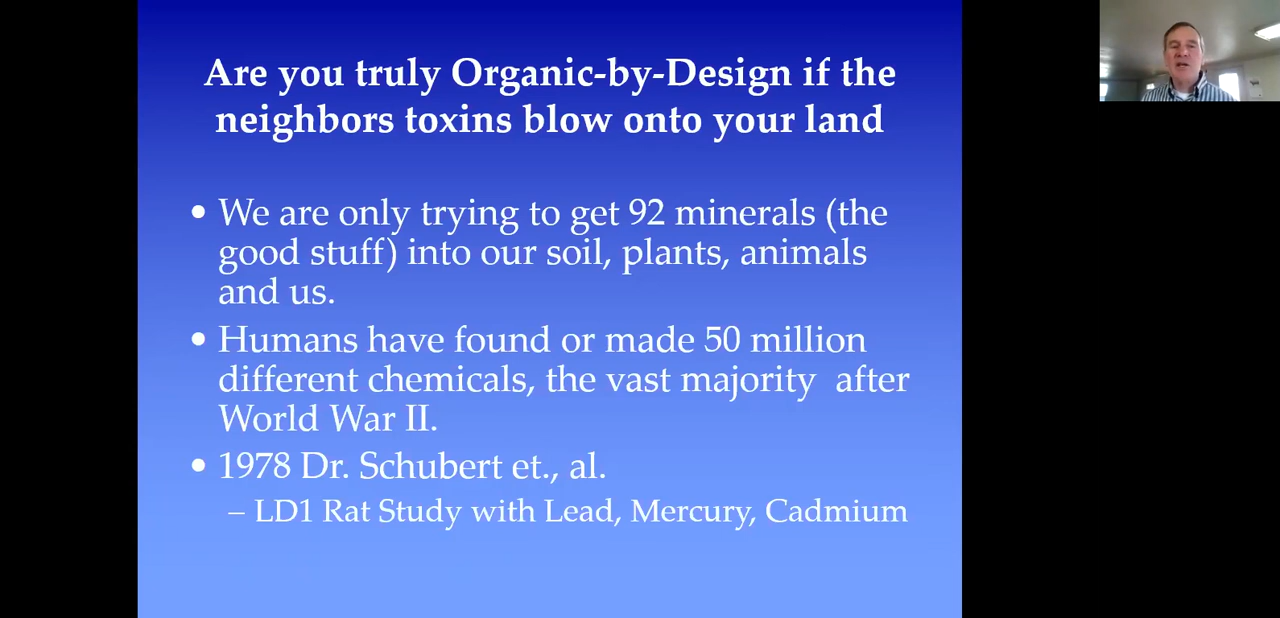 Are you truly Organic-by-Design if the
neighbors toxins blow onto your land
• We are only trying to get 92 minerals (the
good stuff) into our soil, plants, animals
and us.
• Humans have found or made 50 million
different chemicals, the vast majority  after
World War II.
• 1978 Dr. Schubert et., al.
– LD1 Rat Study with Lead, Mercury, Cadmium